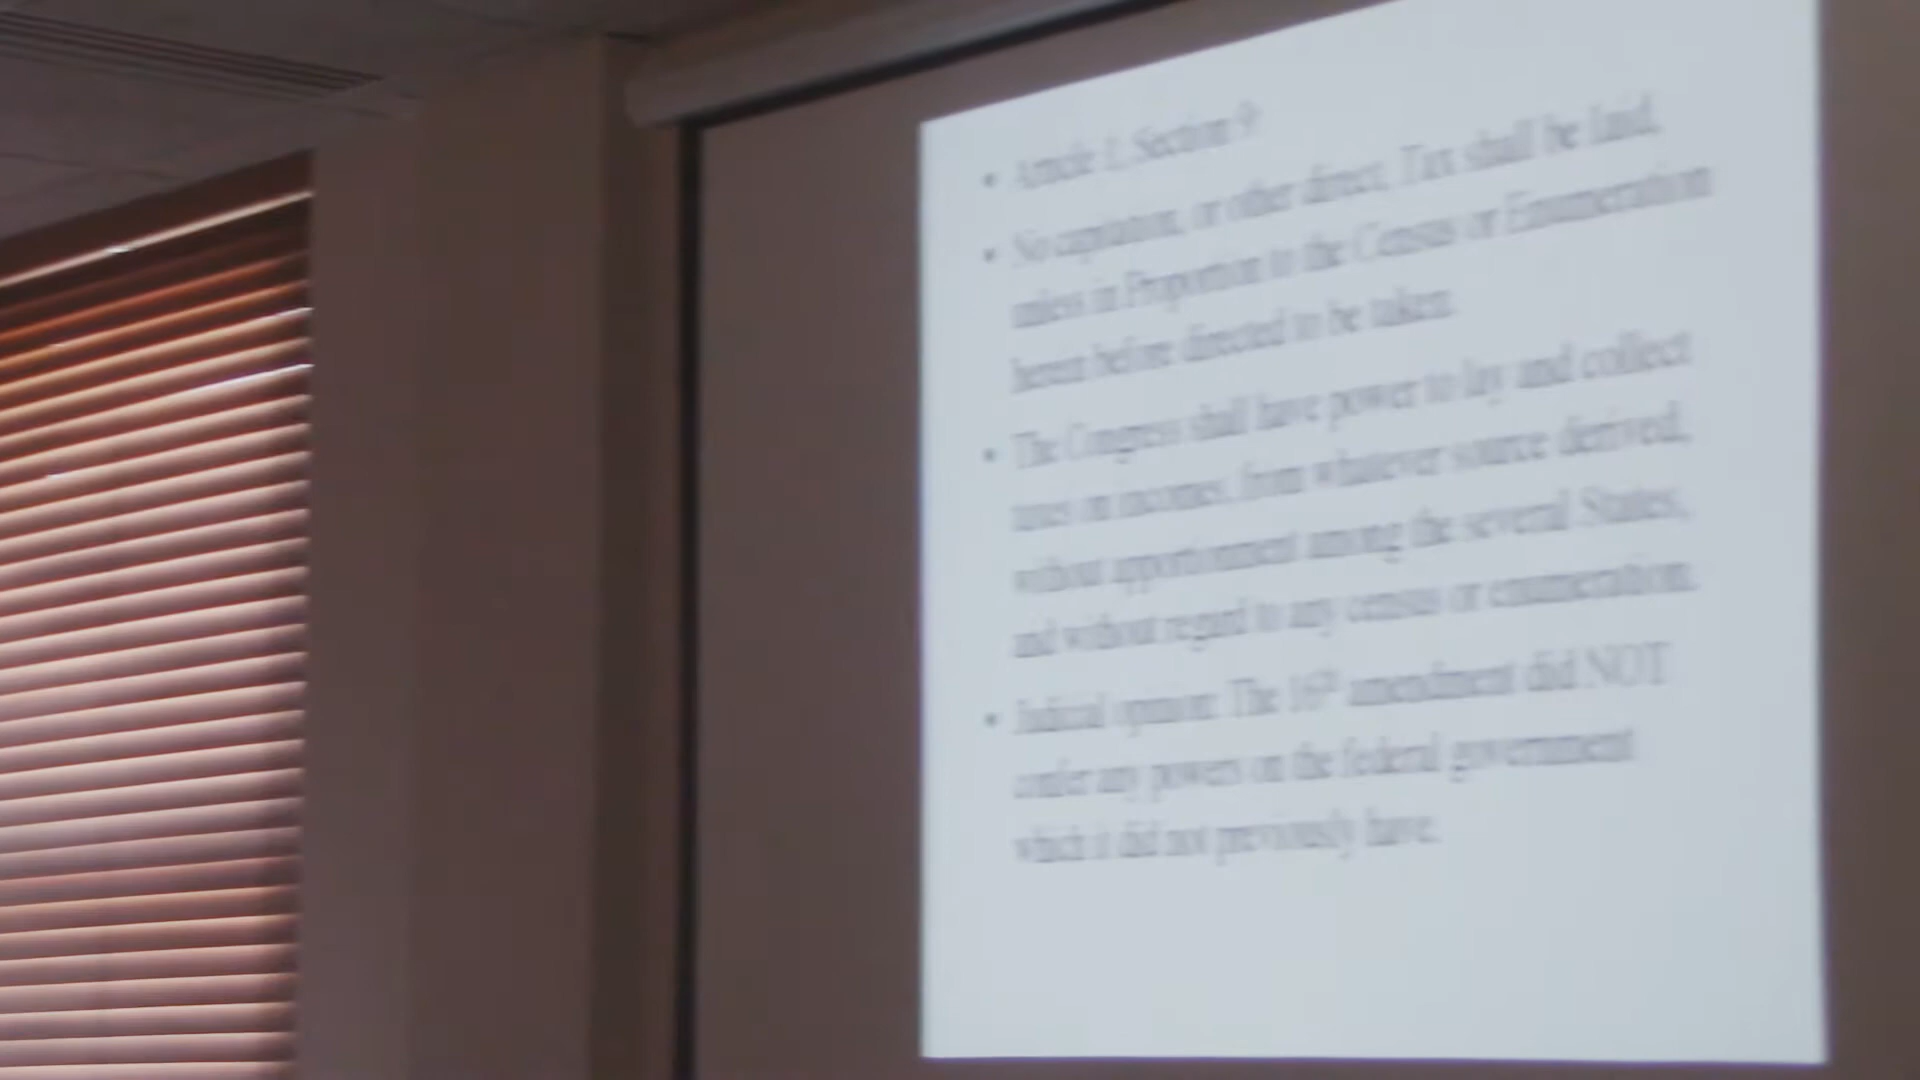 • Article 1, Section 9
• No capitation, or other direct, Tax shall be laid,
unless in Proportion to the Census or Enumeration
herein before directed to be taken.
• The Congress shall have power to lay and collect
taxes on incomes, from whatever source derived,
without apportionment among the several States,
and without regard to any census or enumeration.
• Judicial opinion: The 16th amendment did NOT
confer any powers on the federal government
which it did not previously have.